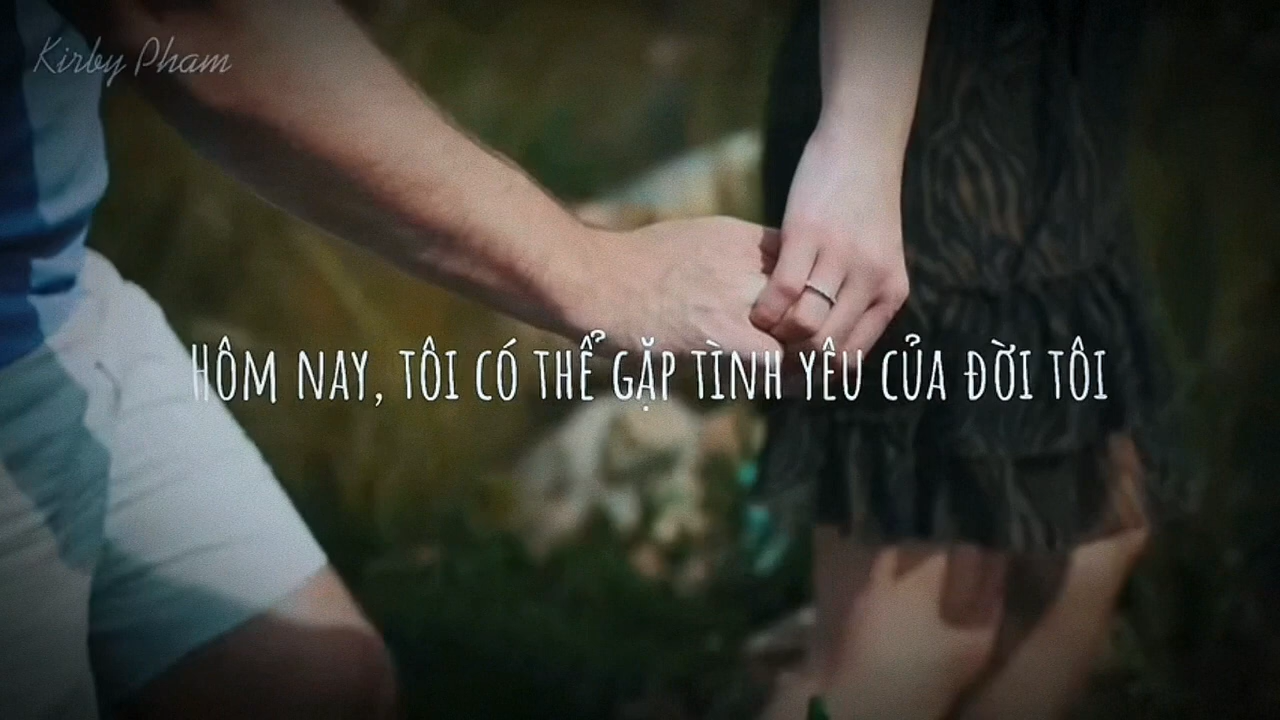 Kirby Pham
Hôm nay, tôi có thể gặp tình yêu của đời tôi